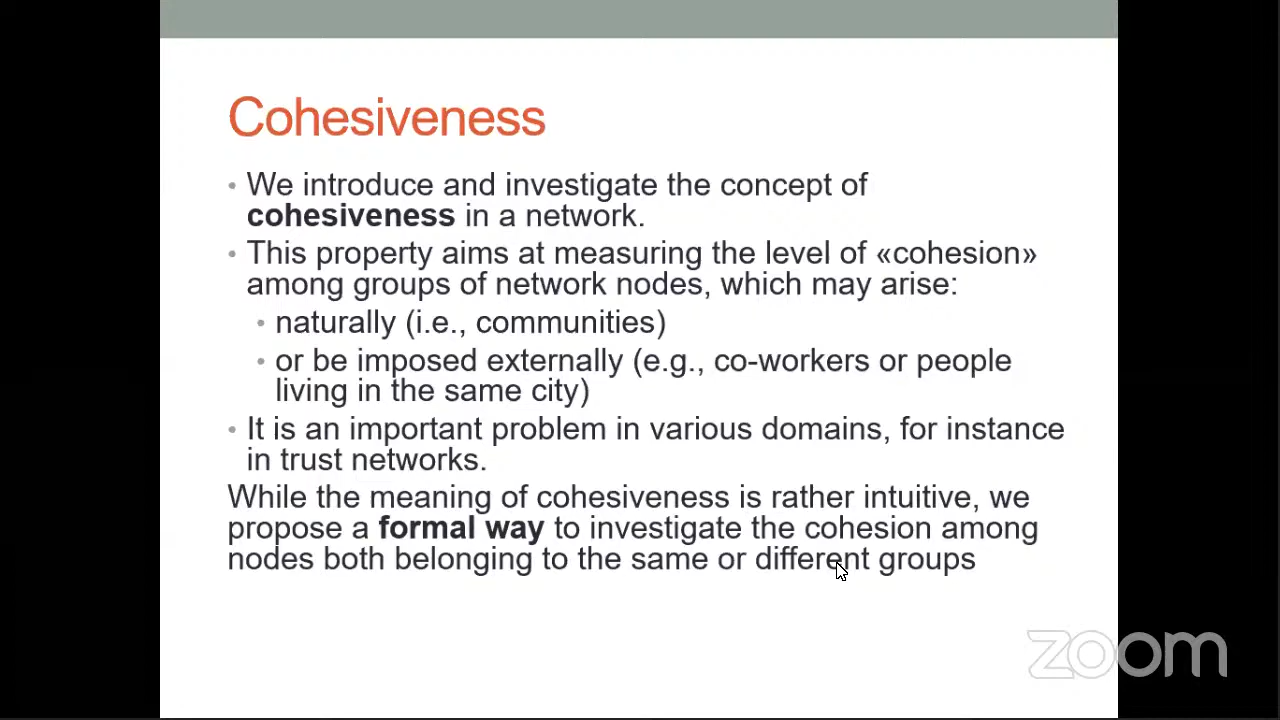 Cohesiveness
• We introduce and investigate the concept of
cohesiveness in a network.
• This property aims at measuring the level of «cohesion»
among groups of network nodes, which may arise:
• naturally (i.e., communities)
• or be imposed externally (e.g., co-workers or people
living in the same city)
• It is an important problem in various domains, for instance
in trust networks.
While the meaning of cohesiveness is rather intuitive, we
propose a formal way to investigate the cohesion among
nodes both belonging to the same or different groups
zoom